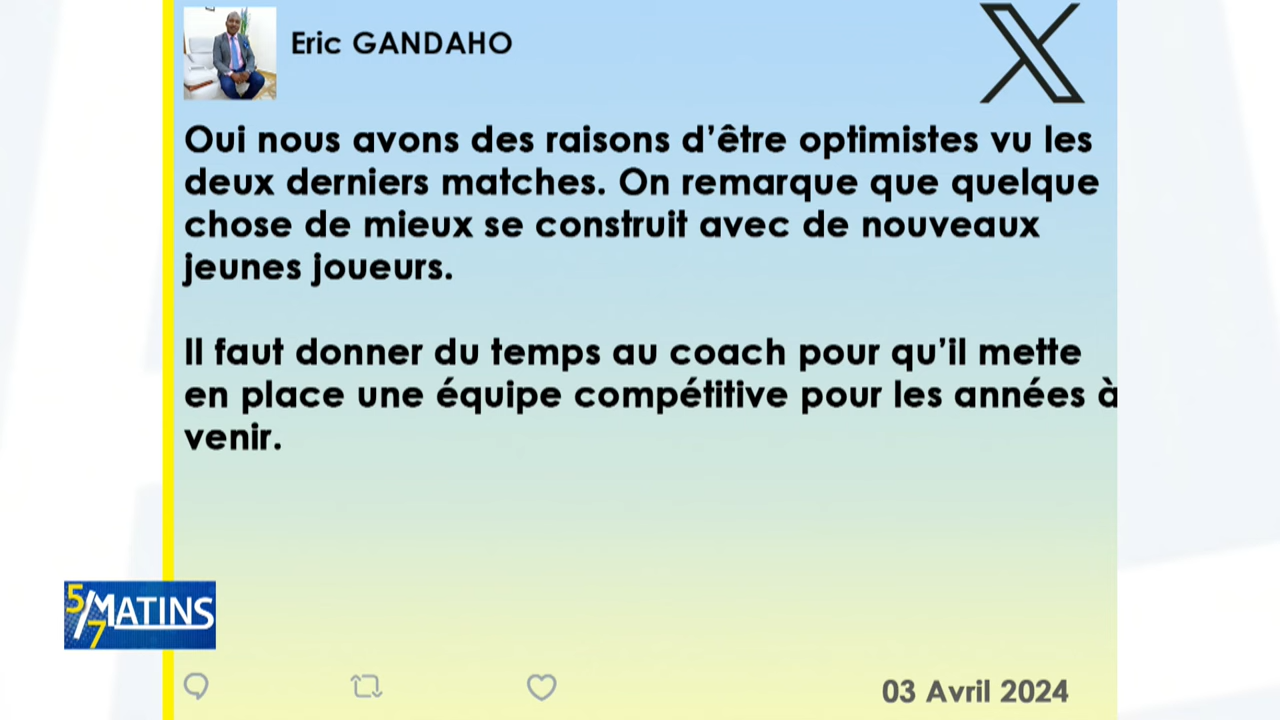 Eric GANDAHO
Oui nous avons des raisons d’être optimistes vu les
deux derniers matches. On remarque que quelque
chose de mieux se construit avec de nouveaux
jeunes joueurs.
Il faut donner du temps au coach pour qu’il mette
en place une équipe compétitive pour les années à
venir.
5/7 MATINS
03 Avril 2024